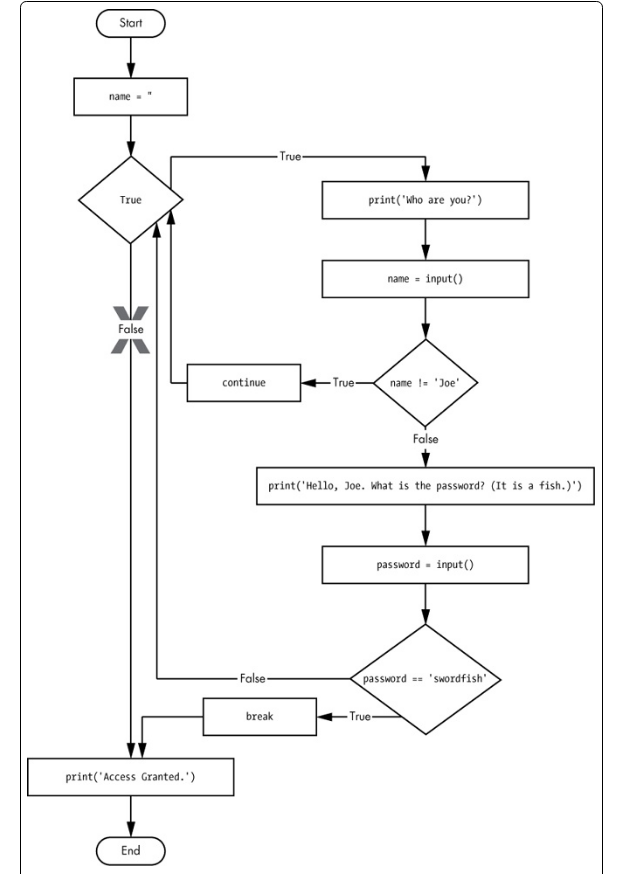 Start
name = "
True
True
print('Who are you?')
name = input()
False
continue
True
name != 'Joe'
False
print('Hello, Joe. What is the password? (It is a fish.)')
password = input()
False
password == 'swordfish'
break
True
print('Access Granted.')
End